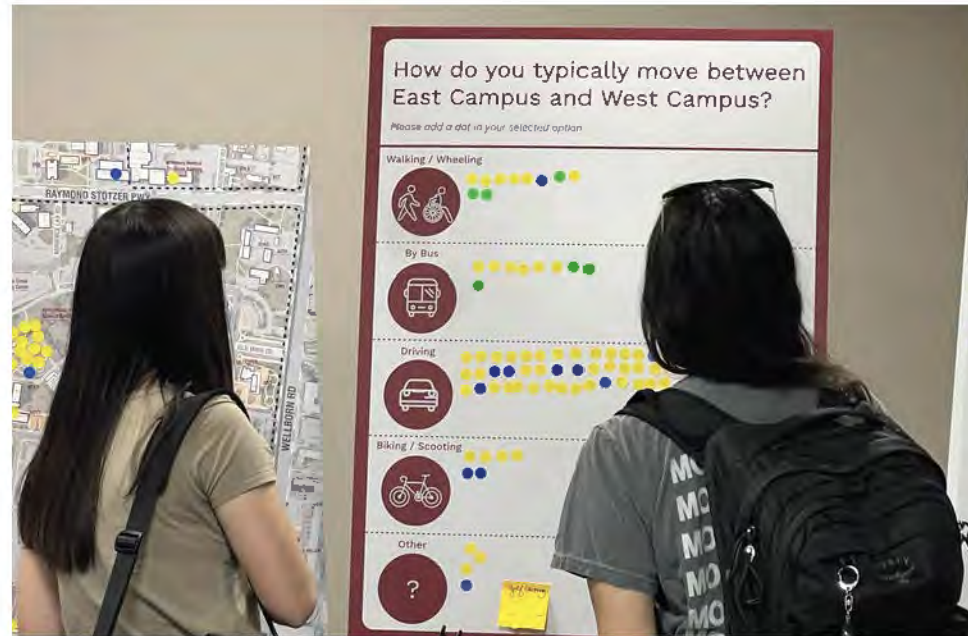 How do you typically move between
East Campus and West Campus?
Please add a dot in your selected option
Walking / Wheeling
By Bus
Driving
Biking / Scooting
Other
?
RAYMOND STOTZER PKWY
WELLBORN RD
MO
MO
MO
MO
MO
MO